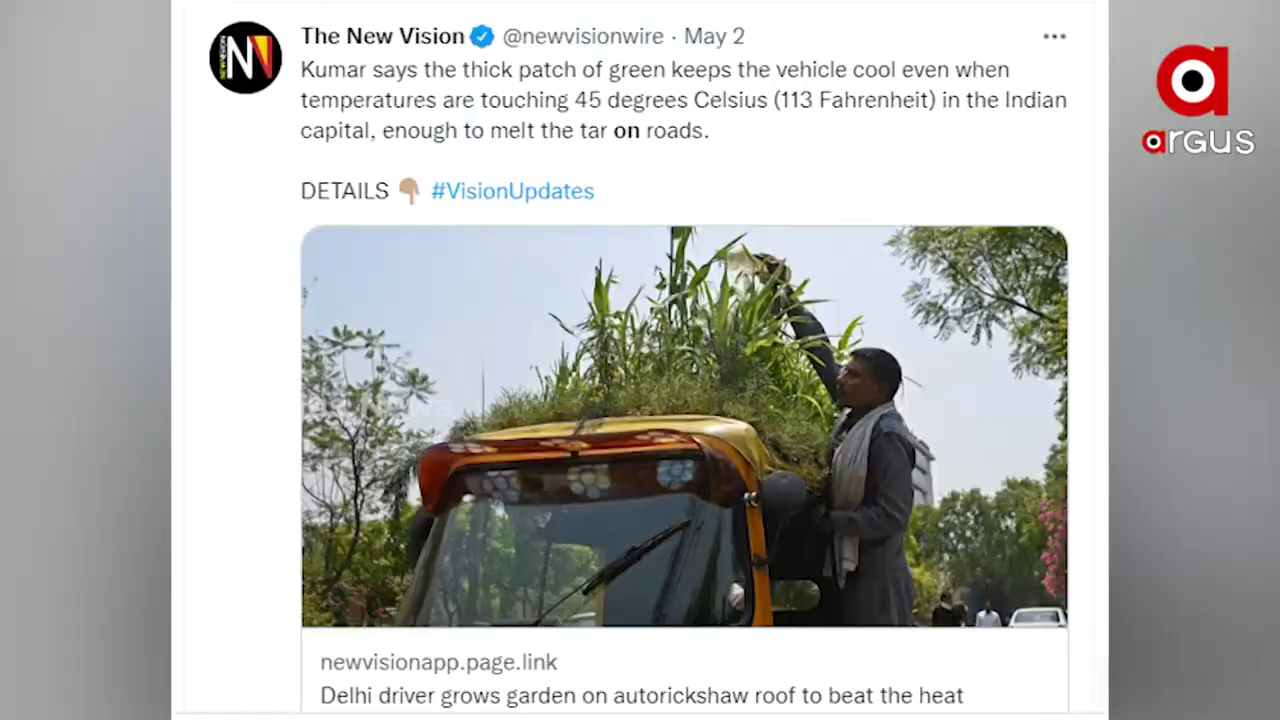 The New Vision @newvisionwire · May 2
Kumar says the thick patch of green keeps the vehicle cool even when
temperatures are touching 45 degrees Celsius (113 Fahrenheit) in the Indian
capital, enough to melt the tar on roads.
DETAILS 👇🏽 #VisionUpdates
newvisionapp.page.link
Delhi driver grows garden on autorickshaw roof to beat the heat
argus